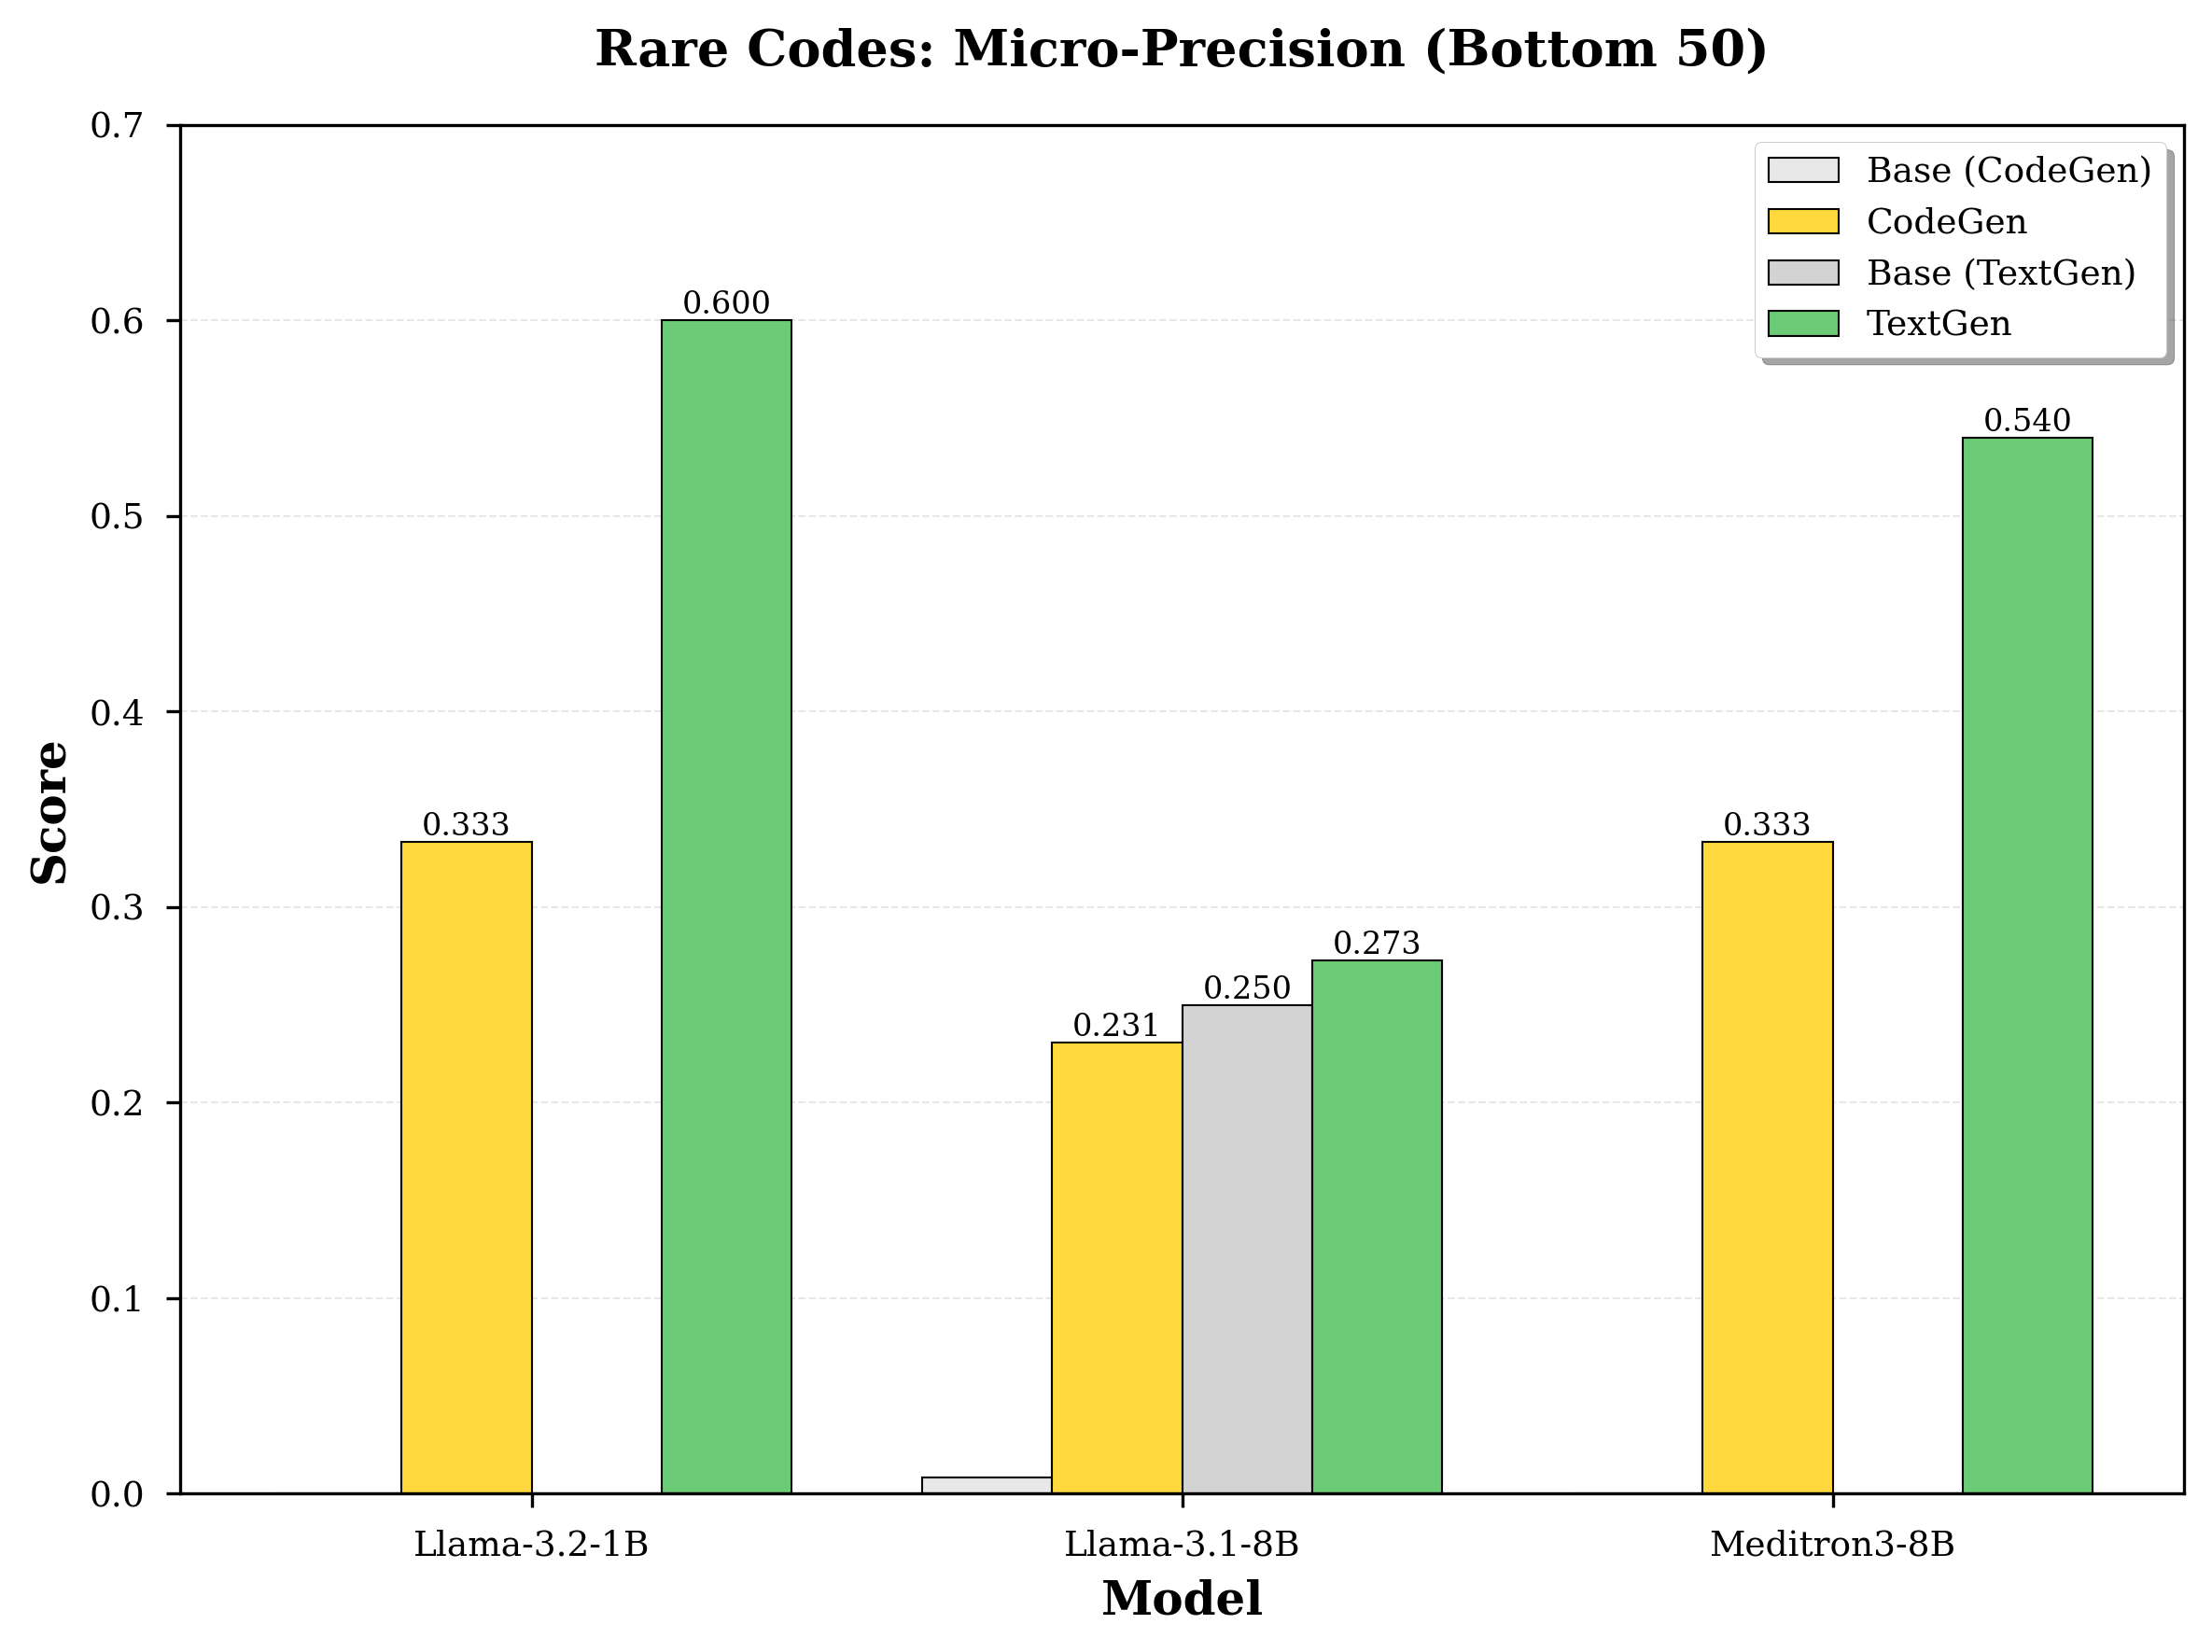 Rare Codes: Micro-Precision (Bottom 50)
0.7
0.6
0.5
0.4
0.3
0.2
0.1
0.0
Score
Base (CodeGen)
CodeGen
Base (TextGen)
TextGen
0.333
0.600
0.231
0.250
0.273
0.333
0.540
Llama-3.2-1B
Llama-3.1-8B
Meditron3-8B
Model